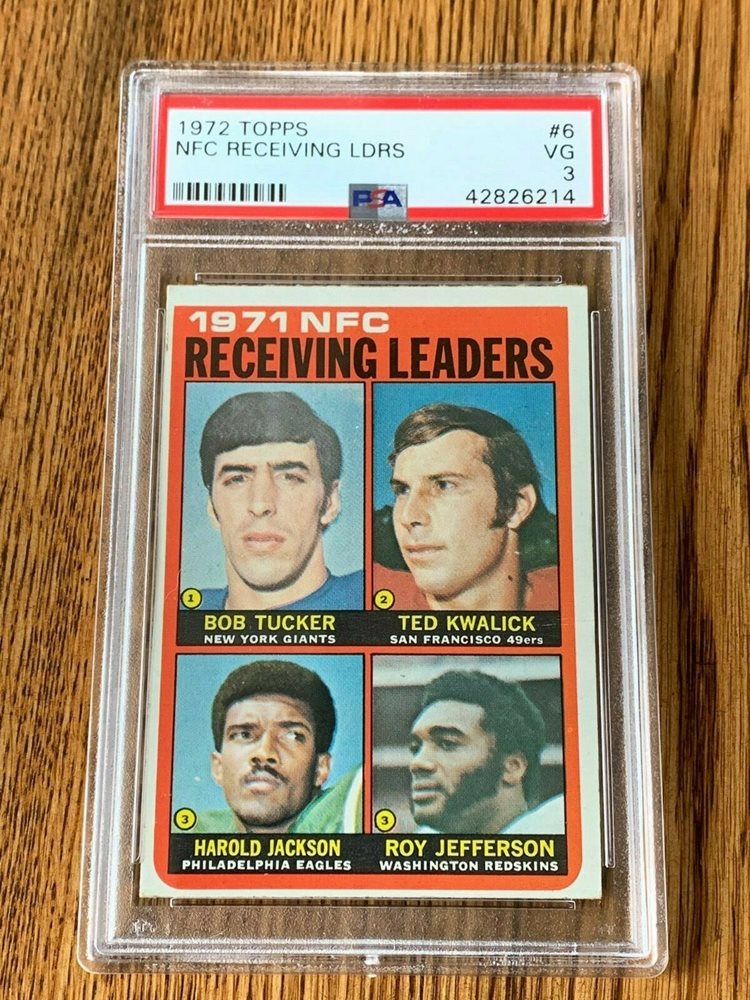 1972 TOPPS #6
NFC RECEIVING LDRS VG
3
PSA 42826214
1971 NFC
RECEIVING LEADERS
1 2
BOB TUCKER TED KWALICK
NEW YORK GIANTS SAN FRANCISCO 49ers
3 3
HAROLD JACKSON ROY JEFFERSON
PHILADELPHIA EAGLES WASHINGTON REDSKINS